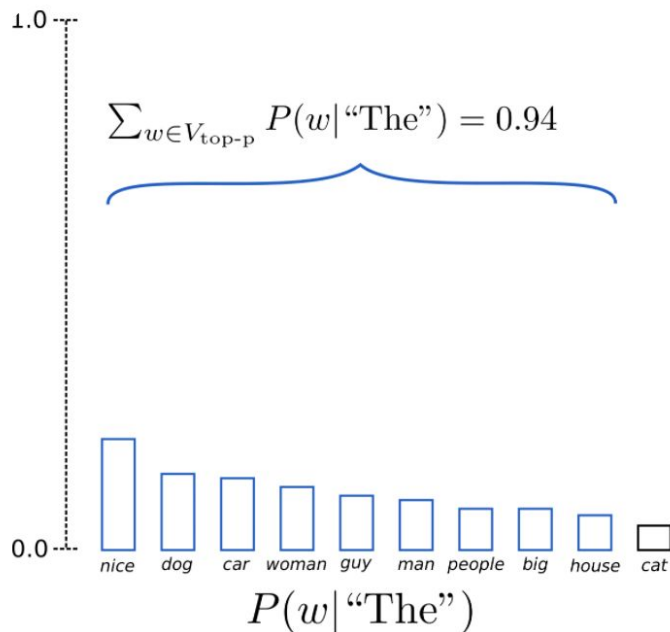 1.0
∑w∈Vtop-p P(w|“The”) = 0.94
0.0
nice dog car woman guy man people big house cat
P(w|“The”)